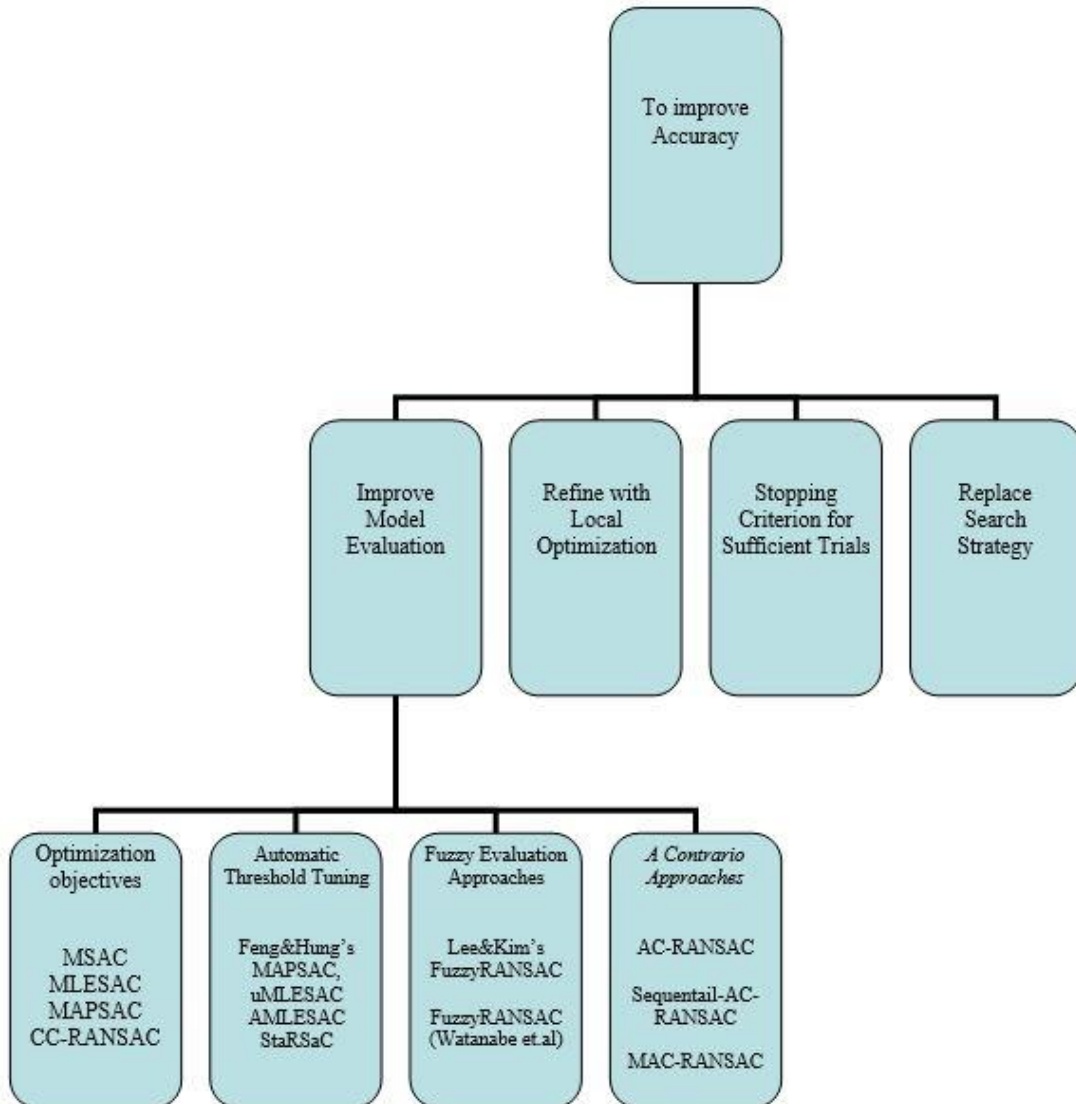 To improve
Accuracy
Improve
Model
Evaluation
Refine with
Local
Optimization
Stopping
Criterion for
Sufficient Trials
Replace
Search
Strategy
Optimization
objectives
MSAC
MLESAC
MAPSAC
CC-RANSAC
Automatic
Threshold Tuning
Feng&Hung’s
MAPSAC,
uMLESAC
AMLESAC
StaRSaC
Fuzzy Evaluation
Approaches
Lee&Kim’s
FuzzyRANSAC
FuzzyRANSAC
(Watanabe et.al)
A Contrario
Approaches
AC-RANSAC
Sequentail-AC-
RANSAC
MAC-RANSAC